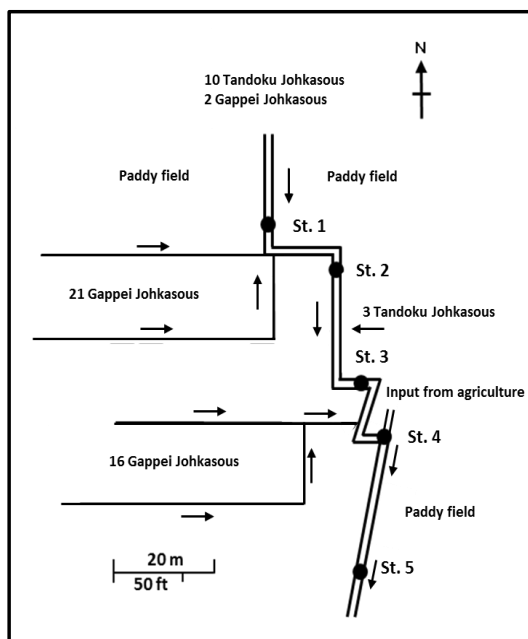 N
10 Tandoku Johkasous
2 Gappei Johkasous
Paddy field
Paddy field
St. 1
St. 2
21 Gappei Johkasous
3 Tandoku Johkasous
St. 3
Input from agriculture
St. 4
16 Gappei Johkasous
Paddy field
20 m
50 ft
St. 5